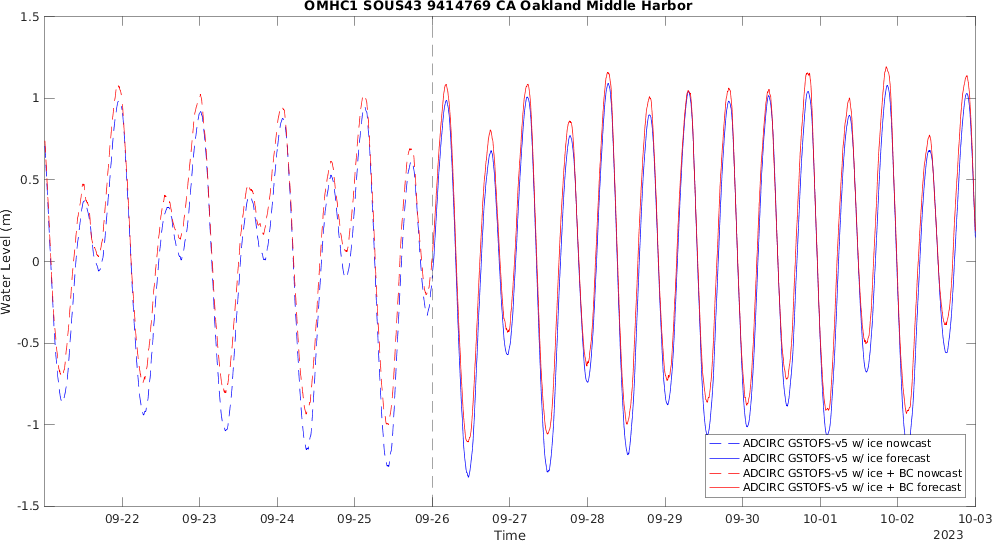 OMHC1 SOUS43 9414769 CA Oakland Middle Harbor
1.5
1
0.5
0
-0.5
-1
-1.5
Water Level (m)
ADCIRC GSTOFS-v5 w/ ice nowcast
ADCIRC GSTOFS-v5 w/ ice forecast
ADCIRC GSTOFS-v5 w/ ice + BC nowcast
ADCIRC GSTOFS-v5 w/ ice + BC forecast
09-22 09-23 09-24 09-25 09-26 09-27 09-28 09-29 09-30 10-01 10-02 10-03
Time
2023